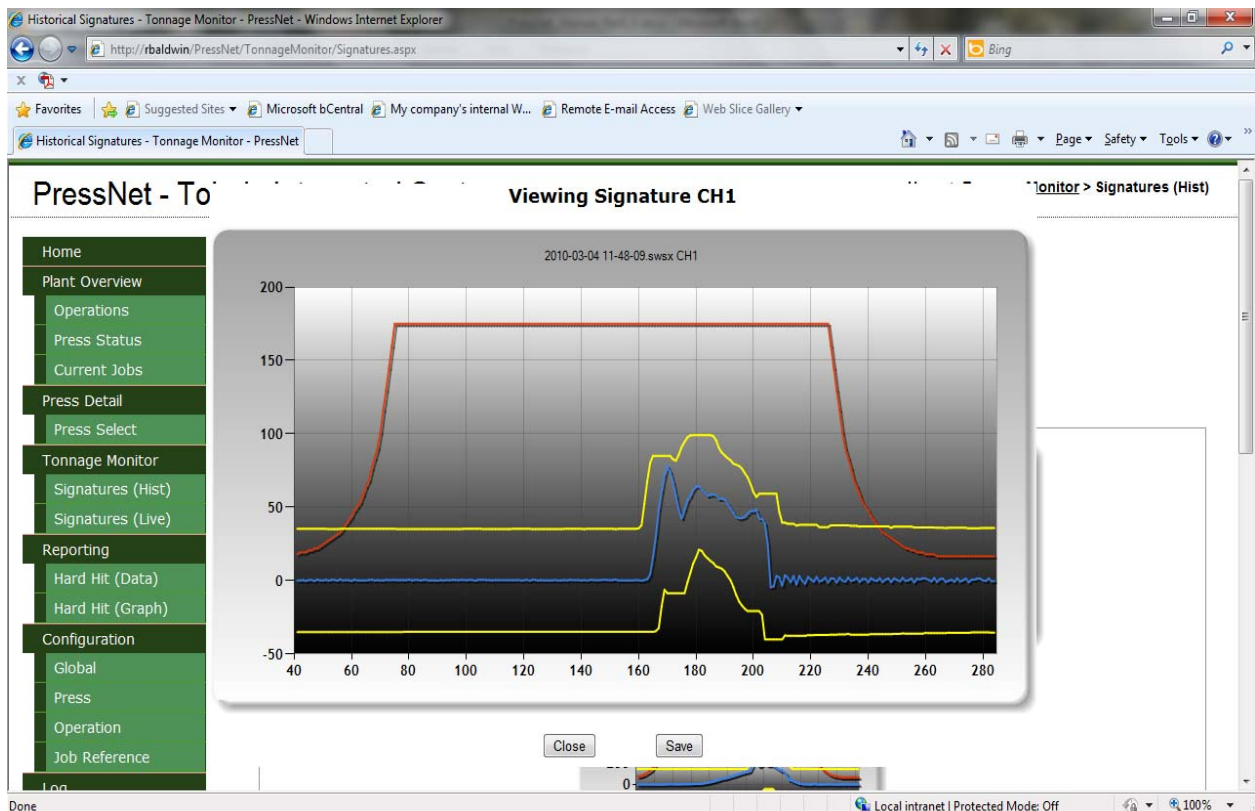 Historical Signatures - Tonnage Monitor - PressNet - Windows Internet Explorer
http://rbaldwin/PressNet/TonnageMonitor/Signatures.aspx
Bing
x
Favorites Suggested Sites Microsoft bCentral My company's internal W... Remote E-mail Access Web Slice Gallery
Historical Signatures - Tonnage Monitor - PressNet
Page Safety Tools
PressNet - To
Viewing Signature CH1
onitor > Signatures (Hist)
Home
Plant Overview
Operations
Press Status
Current Jobs
Press Detail
Press Select
Tonnage Monitor
Signatures (Hist)
Signatures (Live)
Reporting
Hard Hit (Data)
Hard Hit (Graph)
Configuration
Global
Press
Operation
Job Reference
2010-03-04 11-48-09.swsx CH1
200
150
100
50
0
-50
40 60 80 100 120 140 160 180 200 220 240 260 280
Close Save
0
Done
Local intranet | Protected Mode: Off
100%